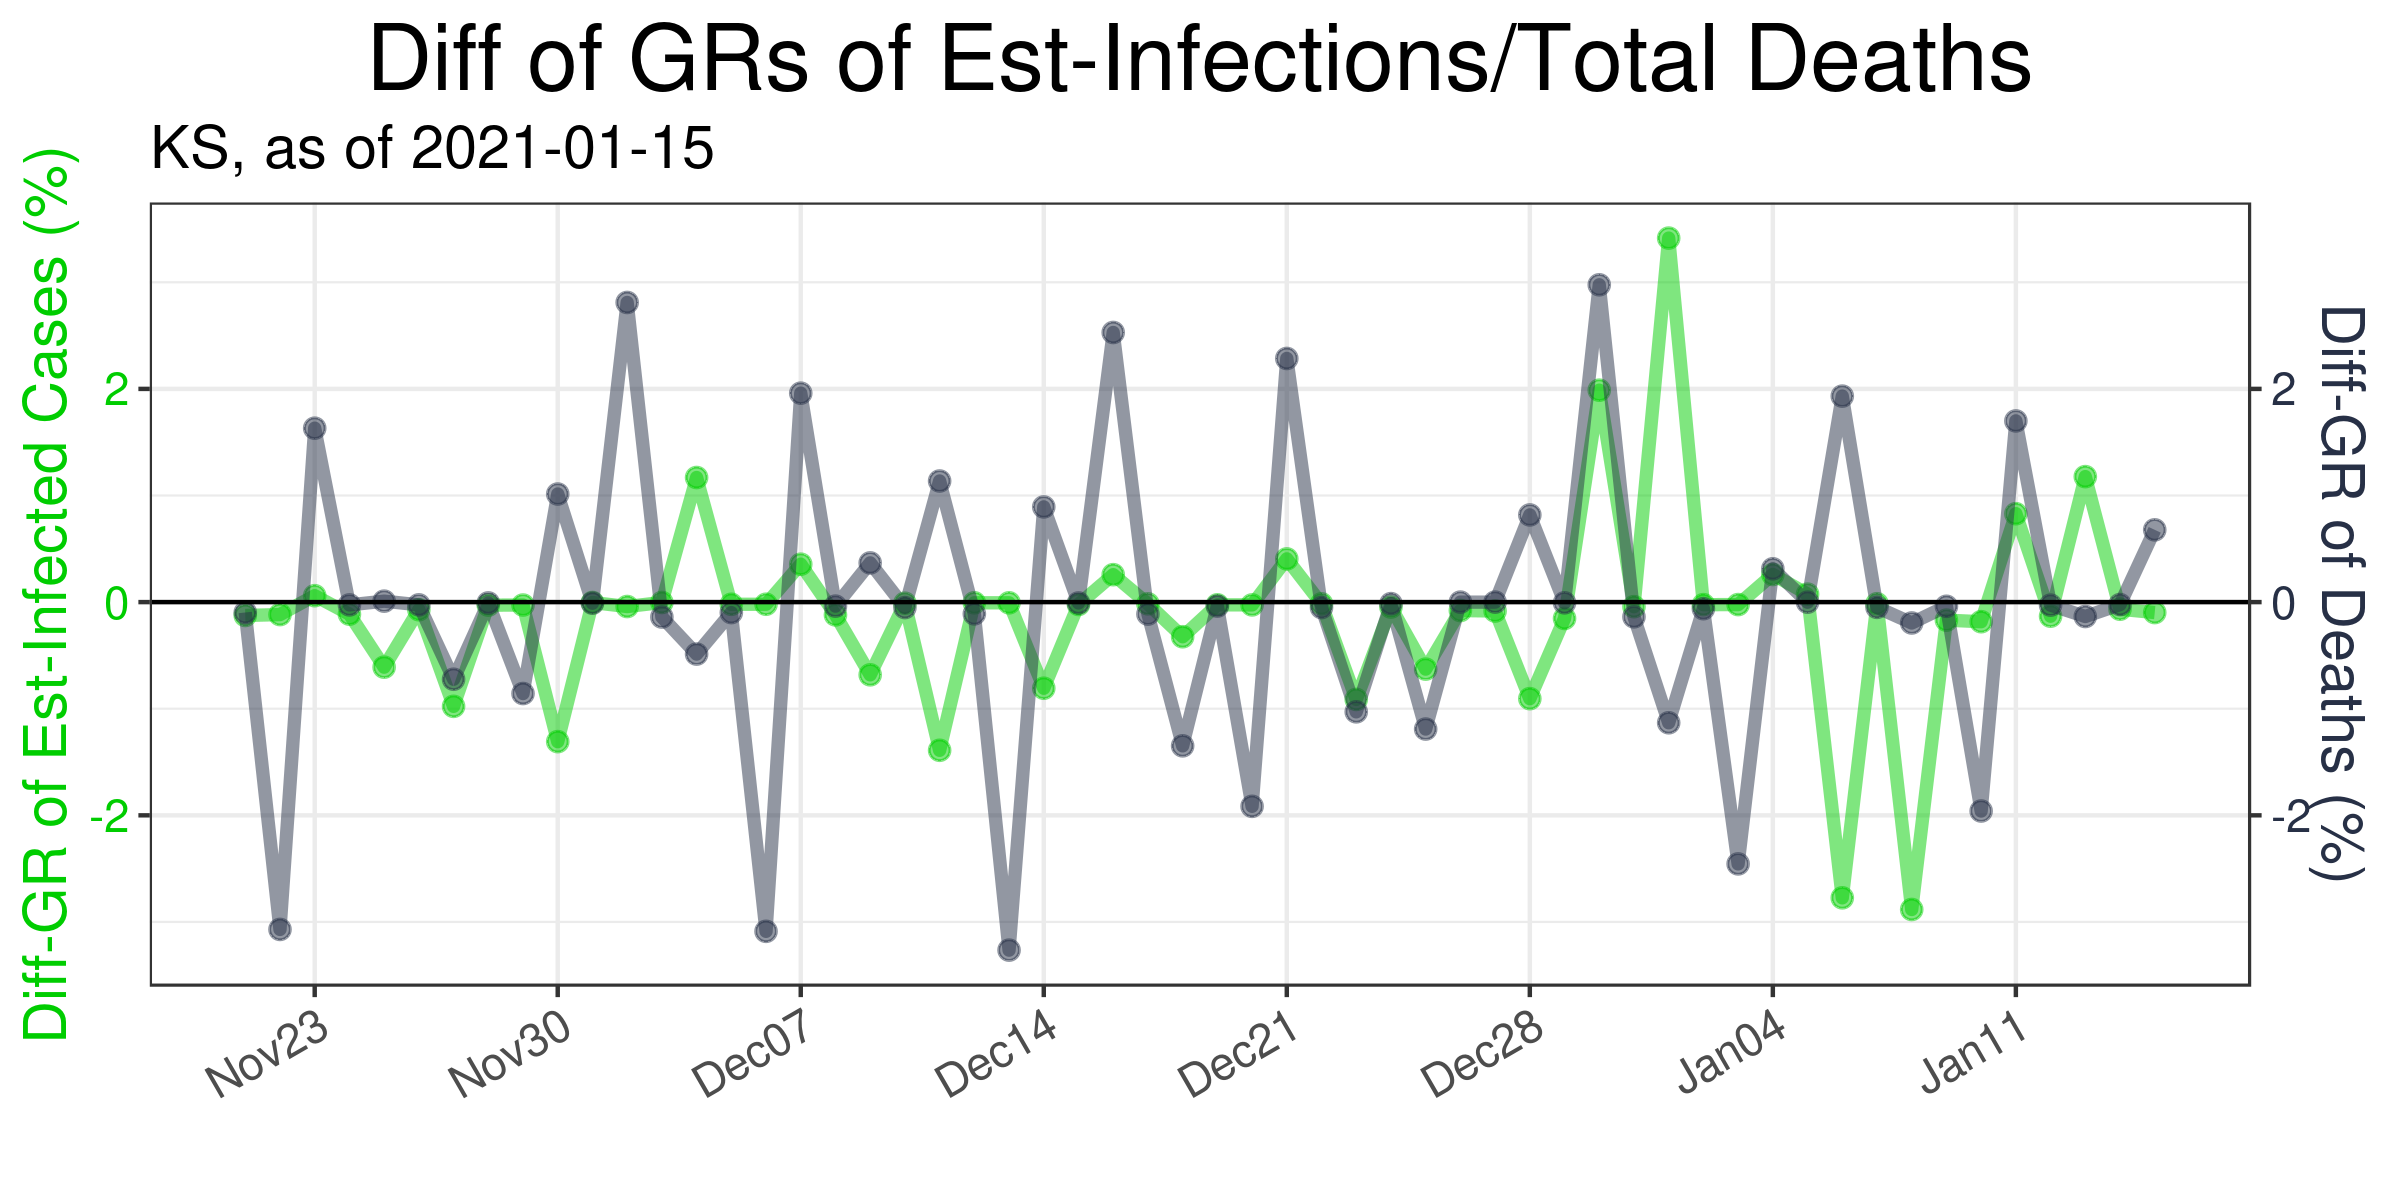 Diff of GRs of Est-Infections/Total Deaths
KS, as of 2021-01-15
Diff-GR of Est-Infected Cases (%)
2
0
-2
2
0
-2
Diff-GR of Deaths (%)
Nov23
Nov30
Dec07
Dec14
Dec21
Dec28
Jan04
Jan11